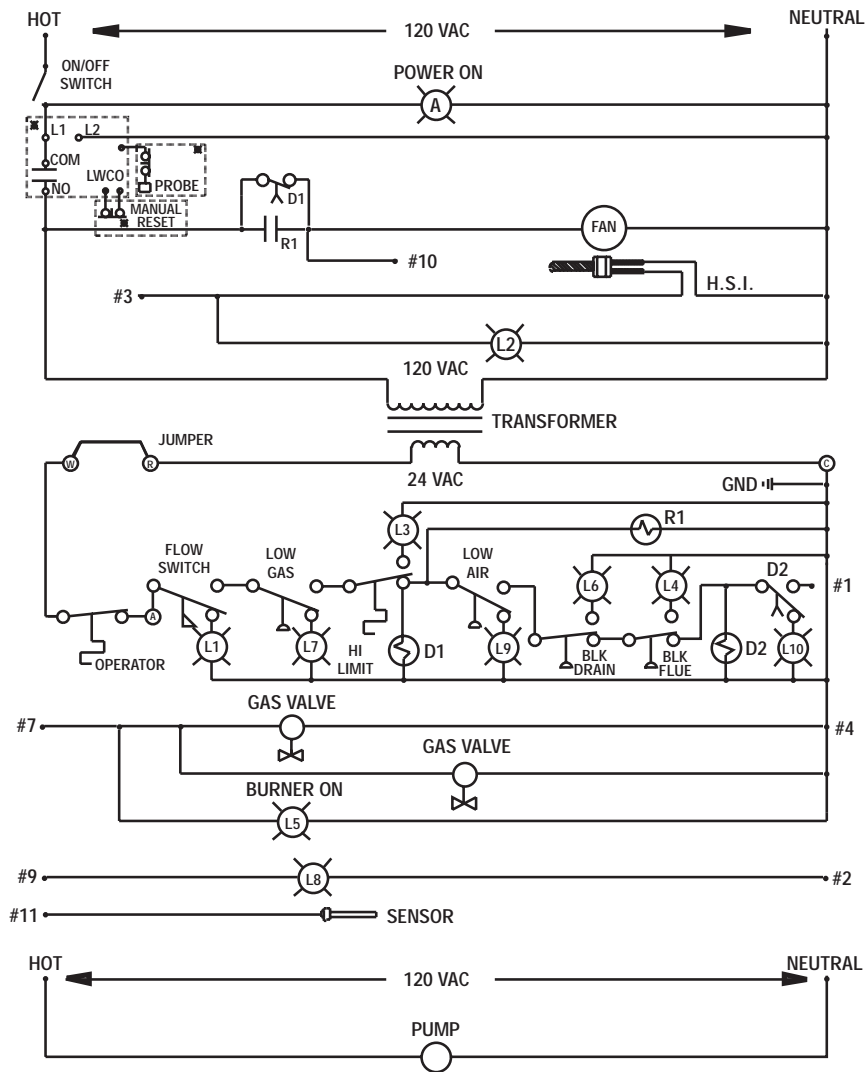 HOT
120 VAC
NEUTRAL
ON/OFF
SWITCH
POWER ON
A
L1
L2
COM
NO
LWCO
PROBE
MANUAL
RESET
D1
R1
FAN
#10
H.S.I.
#3
L2
120 VAC
TRANSFORMER
JUMPER
W
R
24 VAC
C
GND
L3
R1
FLOW
SWITCH
LOW
GAS
LOW
AIR
L6
L4
D2
#1
A
OPERATOR
L1
L7
HI
LIMIT
D1
L9
BLK
DRAIN
BLK
FLUE
D2
L10
GAS VALVE
#7
#4
GAS VALVE
BURNER ON
L5
#9
L8
#2
#11
SENSOR
HOT
120 VAC
NEUTRAL
PUMP